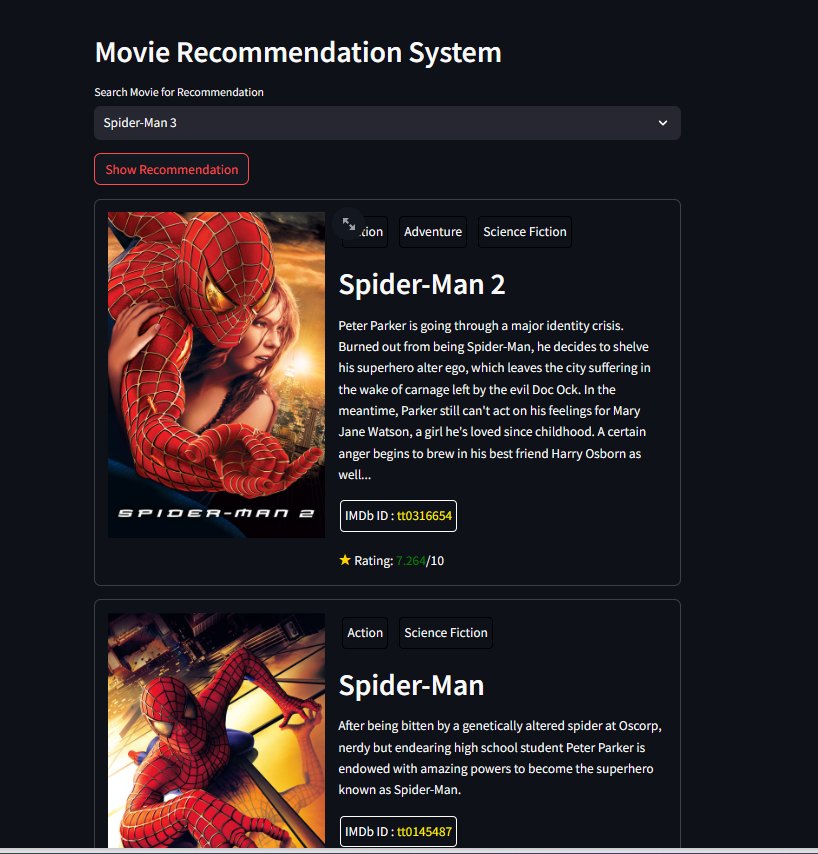 Movie Recommendation System
Search Movie for Recommendation
Spider-Man 3
Show Recommendation
tion
Adventure
Science Fiction
Spider-Man 2
Peter Parker is going through a major identity crisis.
Burned out from being Spider-Man, he decides to shelve
his superhero alter ego, which leaves the city suffering in
the wake of carnage left by the evil Doc Ock. In the
meantime, Parker still can't act on his feelings for Mary
Jane Watson, a girl he's loved since childhood. A certain
anger begins to brew in his best friend Harry Osborn as
well...
SPIDER-MAN 2
IMDb ID : tt0316654
Rating: 7.264/10
Action
Science Fiction
Spider-Man
After being bitten by a genetically altered spider at Oscorp,
nerdy but endearing high school student Peter Parker is
endowed with amazing powers to become the superhero
known as Spider-Man.
IMDb ID : tt0145487